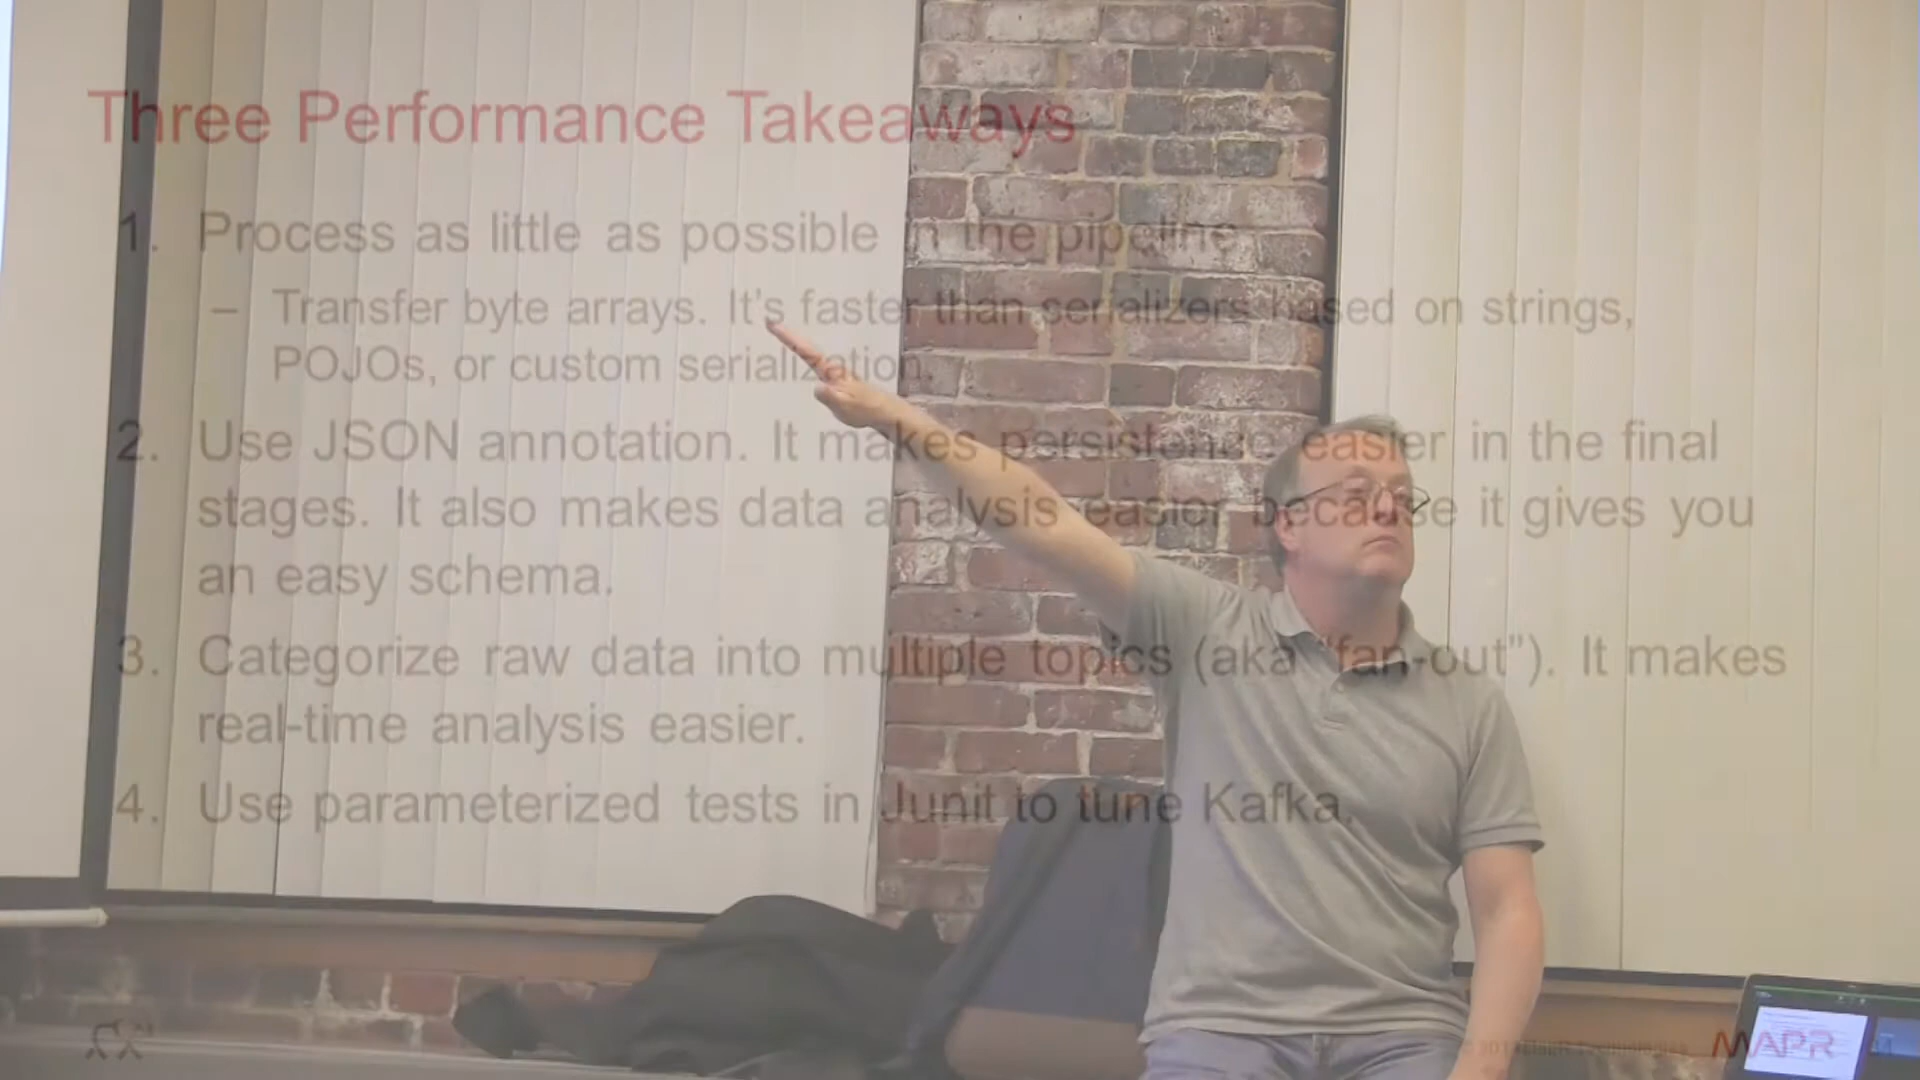 Three Performance Takeaways
1. Process as little as possible in the pipeline
– Transfer byte arrays. It's faster than serializers based on strings,
POJOs, or custom serialization.
2. Use JSON annotation. It makes persistence easier in the final
stages. It also makes data analysis easier because it gives you
an easy schema.
3. Categorize raw data into multiple topics (aka "fan-out"). It makes
real-time analysis easier.
4. Use parameterized tests in Junit to tune Kafka.
MAPR